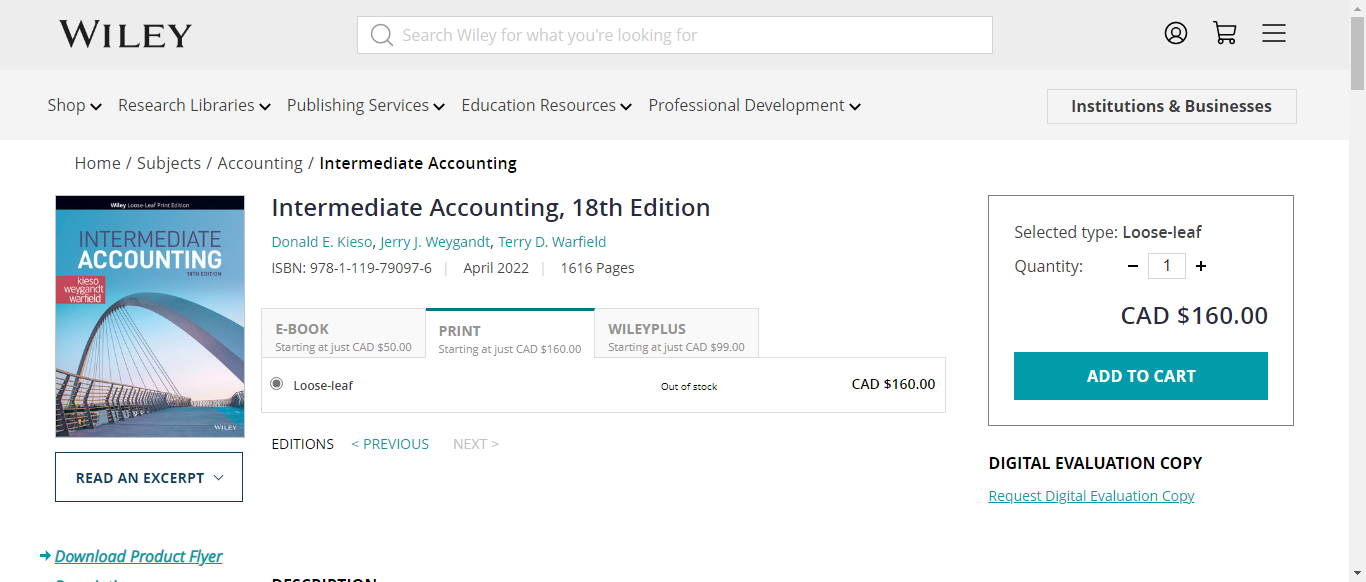 WILEY
Search Wiley for what you're looking for
Shop Research Libraries Publishing Services Education Resources Professional Development Institutions & Businesses
Home / Subjects / Accounting / Intermediate Accounting
Wiley Loose-Leaf Print Edition
INTERMEDIATE
ACCOUNTING
18TH EDITION
kieso
weygandt
warfield
WILEY
READ AN EXCERPT
Download Product Flyer
Intermediate Accounting, 18th Edition
Donald E. Kieso, Jerry J. Weygandt, Terry D. Warfield
ISBN: 978-1-119-79097-6 | April 2022 | 1616 Pages
E-BOOK
Starting at just CAD $50.00
PRINT
Starting at just CAD $160.00
WILEYPLUS
Starting at just CAD $99.00
Loose-leaf Out of stock CAD $160.00
EDITIONS < PREVIOUS NEXT >
DESCRIPTION
Selected type: Loose-leaf
Quantity: − 1 +
CAD $160.00
ADD TO CART
DIGITAL EVALUATION COPY
Request Digital Evaluation Copy